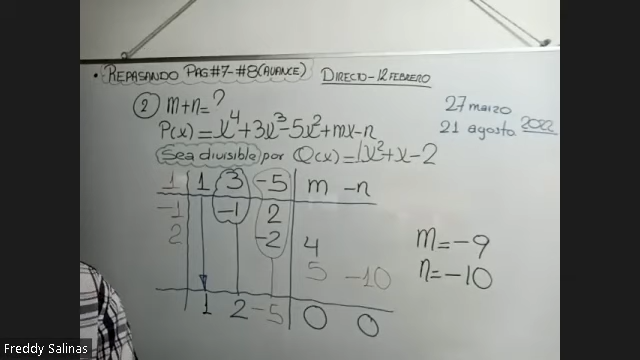 • REPASANDO PAG#7-#8(AVANCE) DIRECTO-12 FEBRERO
② m+n=?
27 marzo
P(x)=x⁴+3x³-5x²+mx-n
21 agosto 2022
Sea divisible por Q(x)=1x²+x-2
1 1 3 -5 m -n
-1 -1 2
2 -2 4
5 -10
1 2 -5 0 0
m=-9
n=-10
Freddy Salinas